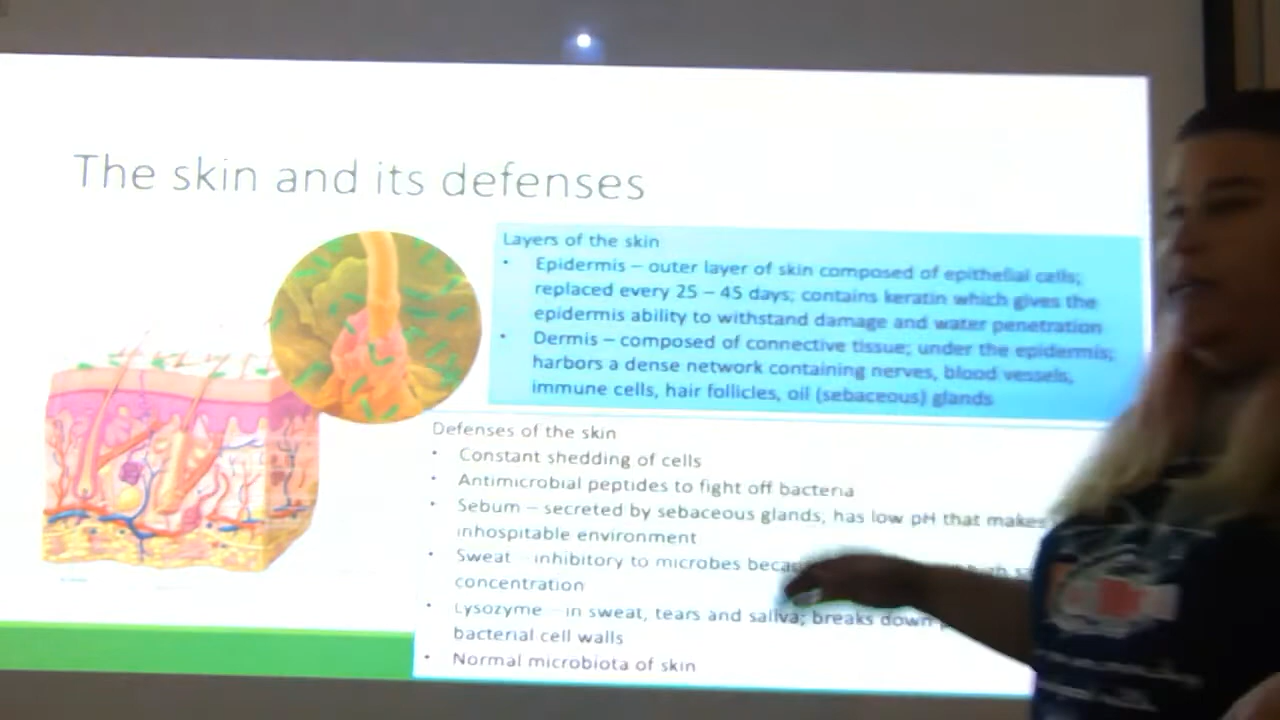 The skin and its defenses
Layers of the skin
• Epidermis – outer layer of skin composed of epithelial cells;
replaced every 25 – 45 days; contains keratin which gives the
epidermis ability to withstand damage and water penetration
• Dermis – composed of connective tissue; under the epidermis;
harbors a dense network containing nerves, blood vessels,
immune cells, hair follicles, oil (sebaceous) glands
Defenses of the skin
• Constant shedding of cells
• Antimicrobial peptides to fight off bacteria
• Sebum – secreted by sebaceous glands; has low pH that makes
inhospitable environment
• Sweat – inhibitory to microbes
concentration
• Lysozyme – in sweat, tears and saliva; breaks down
bacterial cell walls
• Normal microbiota of skin